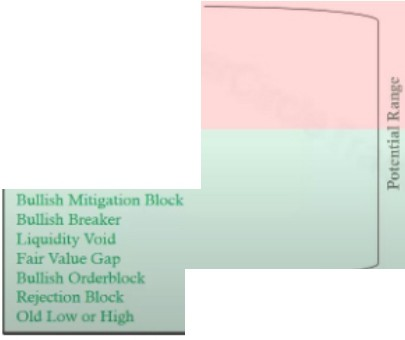 Potential Range
Bullish Mitigation Block
Bullish Breaker
Liquidity Void
Fair Value Gap
Bullish Orderblock
Rejection Block
Old Low or High